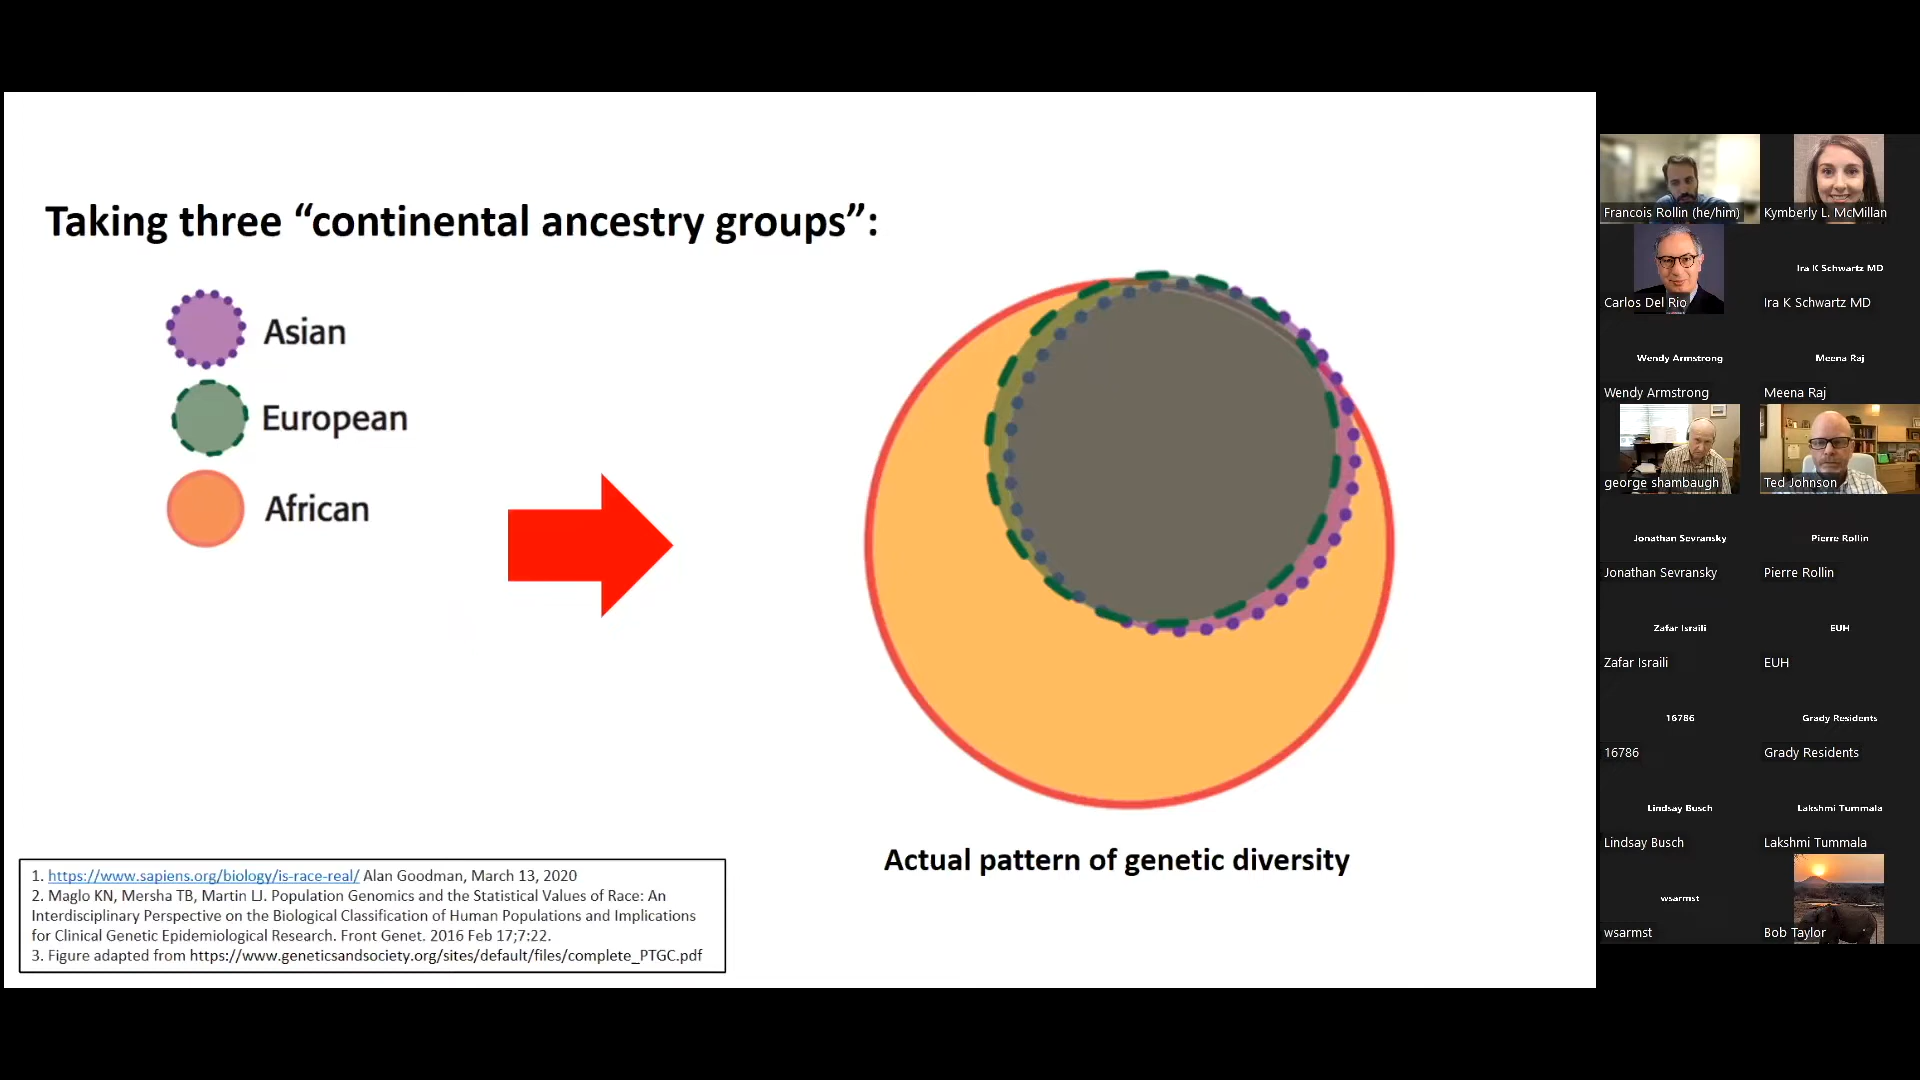 Taking three “continental ancestry groups”:
Asian
European
African
Actual pattern of genetic diversity
1. https://www.sapiens.org/biology/is-race-real/ Alan Goodman, March 13, 2020
2. Maglo KN, Mersha TB, Martin LJ. Population Genomics and the Statistical Values of Race: An
Interdisciplinary Perspective on the Biological Classification of Human Populations and Implications
for Clinical Genetic Epidemiological Research. Front Genet. 2016 Feb 17;7:22.
3. Figure adapted from https://www.geneticsandsociety.org/sites/default/files/complete_PTGC.pdf
Francois Rollin (he/him)
Kymberly L. McMillan
Carlos Del Rio
Ira K Schwartz MD
Ira K Schwartz MD
Wendy Armstrong
Wendy Armstrong
Meena Raj
Meena Raj
george shambaugh
Ted Johnson
Jonathan Sevransky
Jonathan Sevransky
Pierre Rollin
Pierre Rollin
Zafar Israili
Zafar Israili
EUH
EUH
16786
16786
Grady Residents
Grady Residents
Lindsay Busch
Lindsay Busch
Lakshmi Tummala
Lakshmi Tummala
wsarmst
wsarmst
Bob Taylor